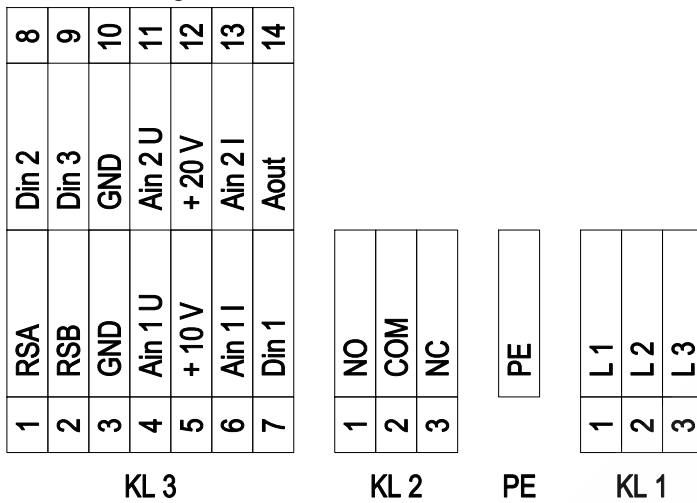 8 9 10 11 12 13 14
Din 2 Din 3 GND Ain 2 U + 20 V Ain 2 I Aout
RSA RSB GND Ain 1 U + 10 V Ain 1 I Din 1
1 2 3 4 5 6 7
KL 3
NO COM NC
1 2 3
KL 2
PE
PE
L 1 L 2 L 3
1 2 3
KL 1